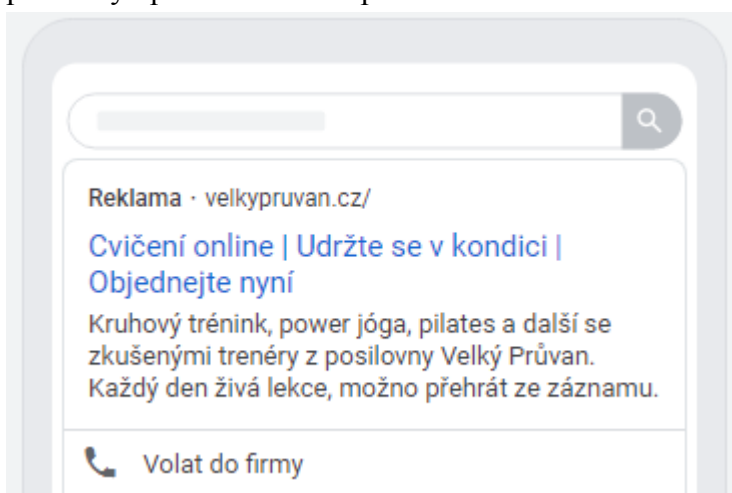 Reklama · velkypruvan.cz/
Cvičení online | Udržte se v kondici |
Objednejte nyní
Kruhový trénink, power jóga, pilates a další se
zkušenými trenéry z posilovny Velký Průvan.
Každý den živá lekce, možno přehrát ze záznamu.
Volat do firmy